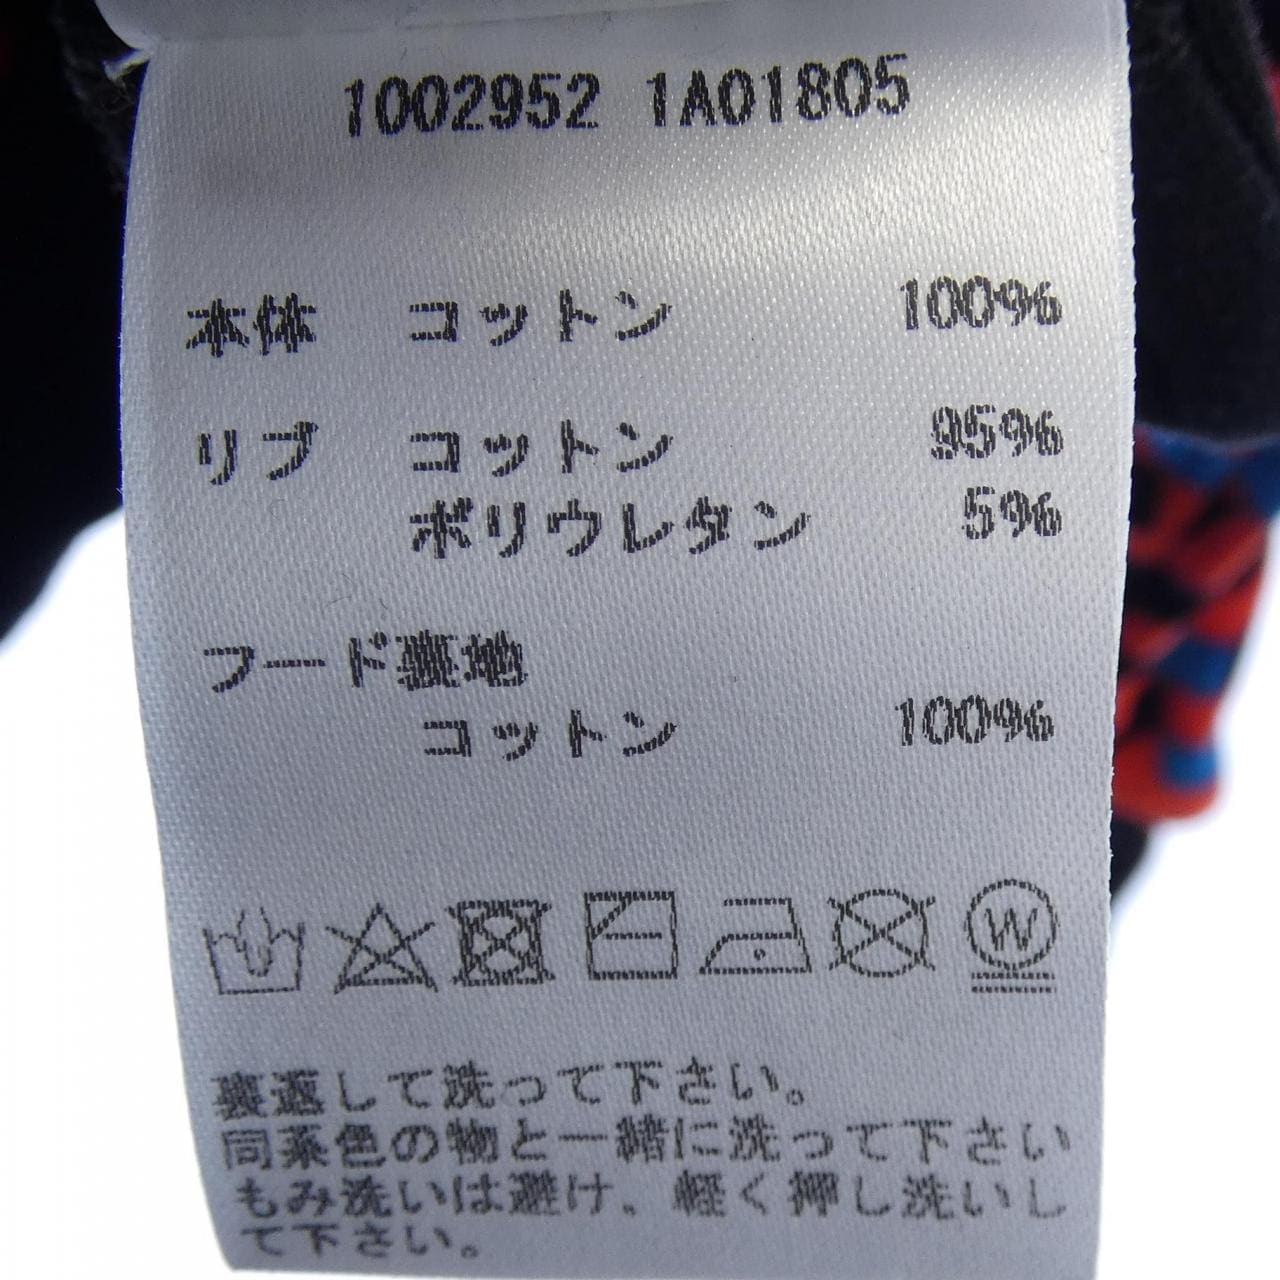 1002952 1A01805
本体 コットン 100%
リブ コットン 95%
ポリウレタン 5%
フード裏地
コットン 100%
W
裏返して洗って下さい。
同系色の物と一緒に洗って下さい
もみ洗いは避け、軽く押し洗いし
て下さい。